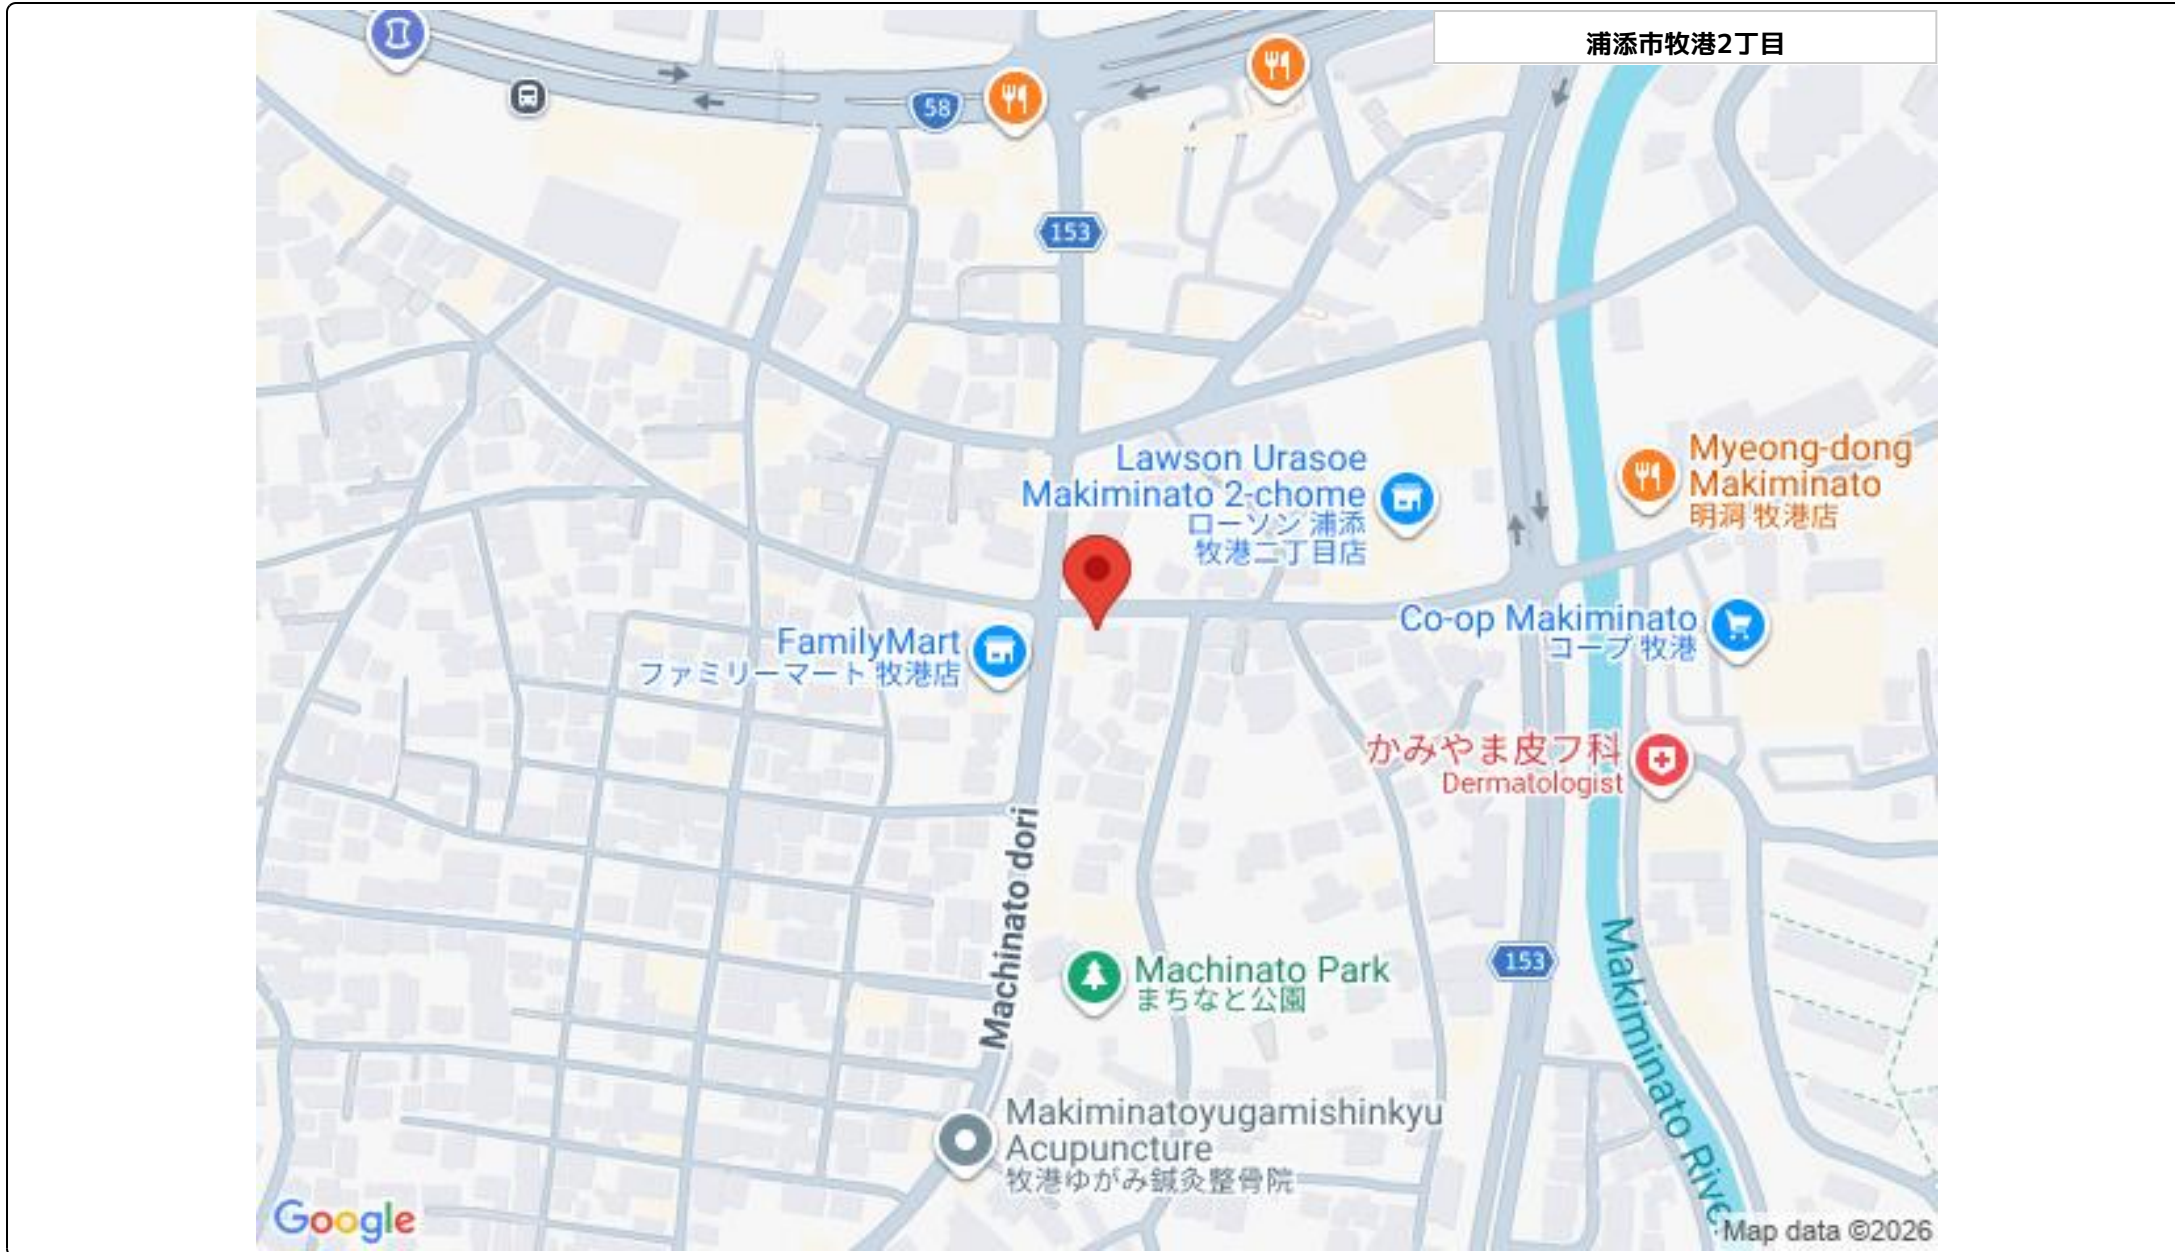 浦添市牧港2丁目
58
153
Lawson Urasoe
Makiminato 2-chome
ローソン 浦添
牧港二丁目店
Myeong-dong
Makiminato
明洞 牧港店
FamilyMart
ファミリーマート 牧港店
Co-op Makiminato
コープ 牧港
かみやま皮フ科
Dermatologist
Machinato dori
Machinato Park
まちなと公園
153
Makiminato River
Makiminatoyugamishinkyu
Acupuncture
牧港ゆがみ鍼灸整骨院
Google
Map data ©2026